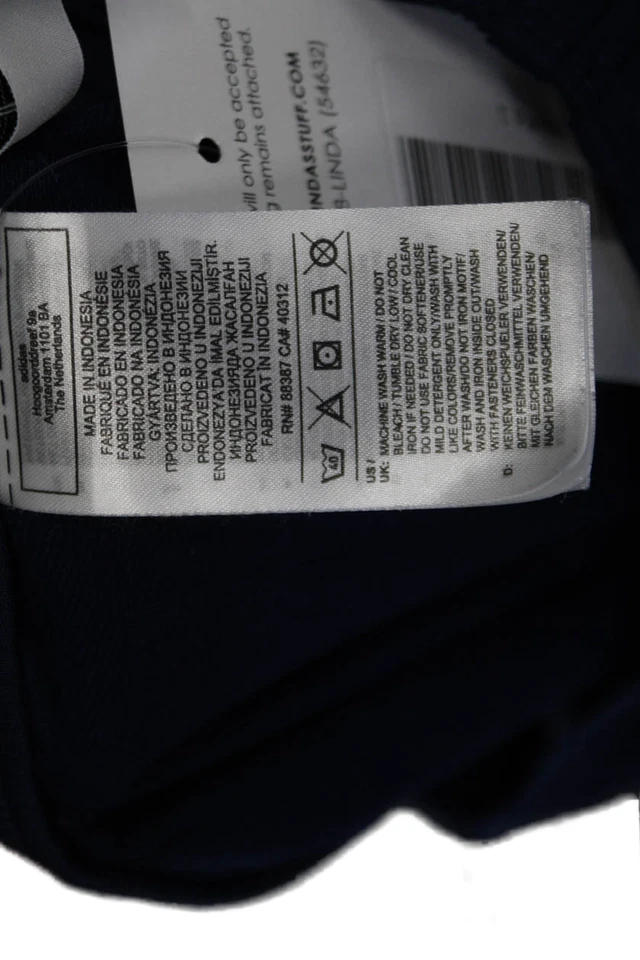 will only be accepted
g remains attached.
INDASSTUFF.COM
-LINDA (54632)
adidas
Hoogoorddreef 9a
Amsterdam 1101 BA
The Netherlands
MADE IN INDONESIA
FABRIQUÉ EN INDONÉSIE
FABRICADO EN INDONESIA
FABRICADO NA INDONÉSIA
GYÁRTVA: INDONÉZIA
ПРОИЗВЕДЕНО В ИНДОНЕЗИЯ
СДЕЛАНО В ИНДОНЕЗИИ
PROIZVEDENO U INDONEZIJI
ENDONEZYA'DA İMAL EDİLMİŞTİR.
ИНДОНЕЗИЯДА ЖАСАЛҒАН
PROIZVEDENO U INDONEZIJI
FABRICAT ÎN INDONEZIA
RN# 88387 CA# 40312
40
US /
UK: MACHINE WASH WARM / DO NOT
BLEACH / TUMBLE DRY LOW / COOL
IRON IF NEEDED / DO NOT DRY CLEAN
DO NOT USE FABRIC SOFTENER/USE
MILD DETERGENT ONLY/WASH WITH
LIKE COLORS/REMOVE PROMPTLY
AFTER WASH/DO NOT IRON MOTIF/
WASH AND IRON INSIDE OUT/WASH
WITH FASTENERS CLOSED
D: KEINEN WEICHSPUELER VERWENDEN/
BITTE FEINWASCHMITTEL VERWENDEN/
MIT GLEICHEN FARBEN WASCHEN/
NACH DEM WASCHEN UMGEHEND